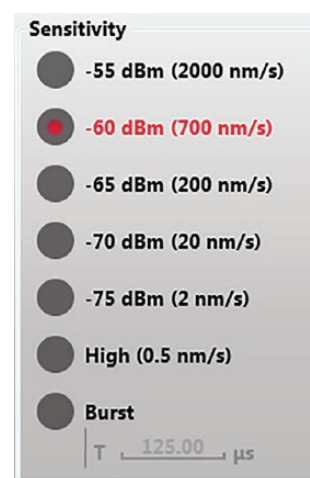 Sensitivity
-55 dBm (2000 nm/s)
-60 dBm (700 nm/s)
-65 dBm (200 nm/s)
-70 dBm (20 nm/s)
-75 dBm (2 nm/s)
High (0.5 nm/s)
Burst
T 125.00 µs